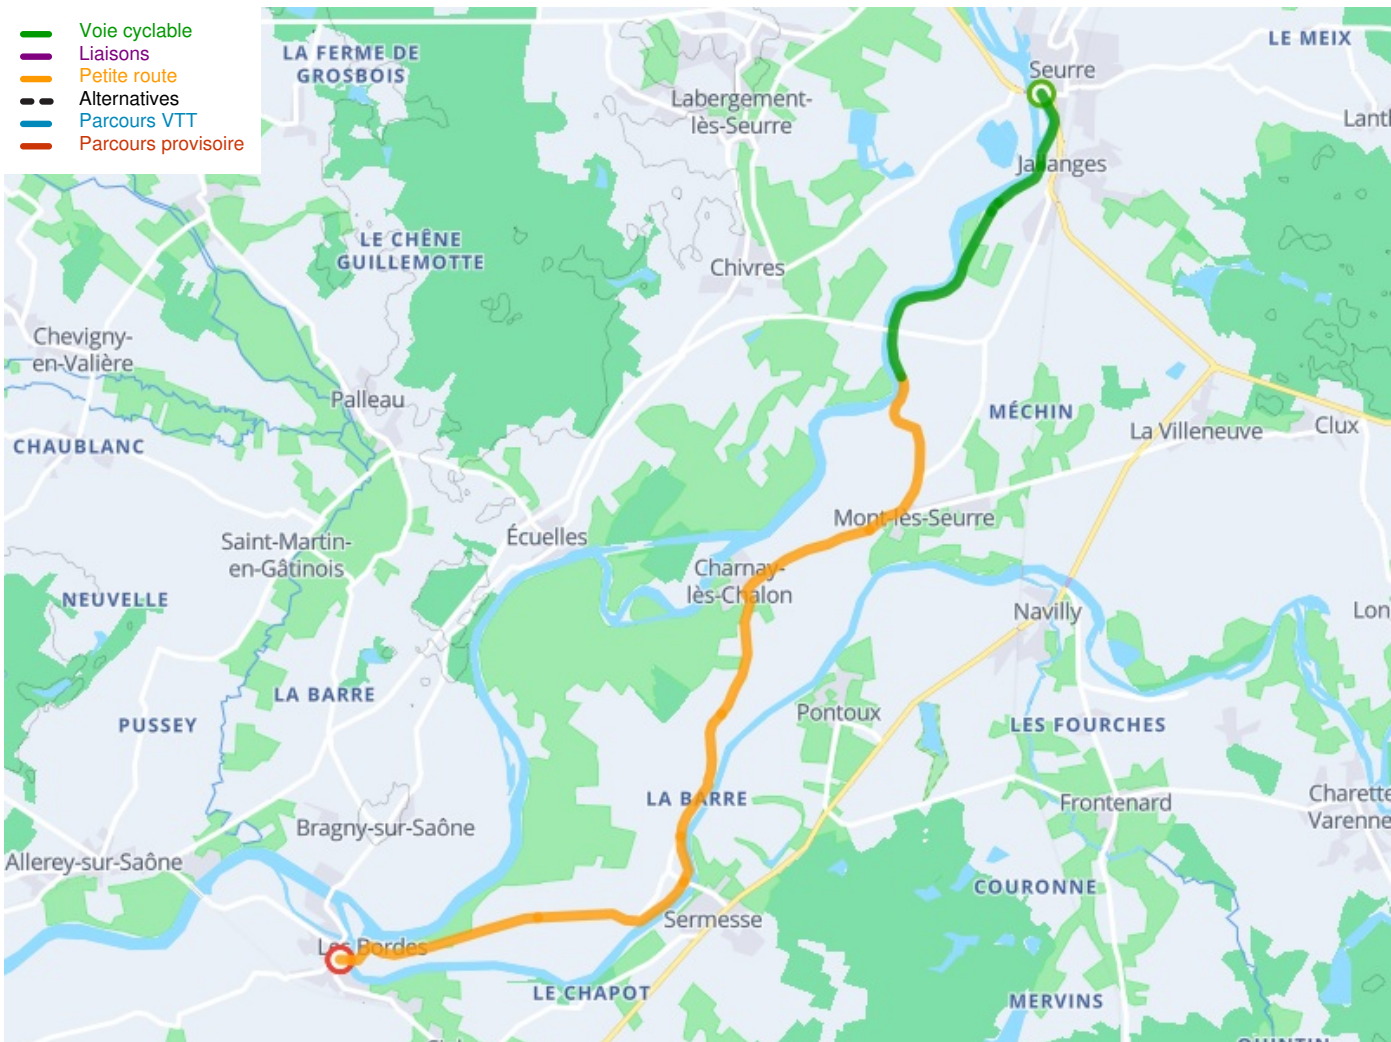 Voie cyclable
Liaisons
Petite route
Alternatives
Parcours VTT
Parcours provisoire
LA FERME DE
GROSBOIS
LE MEIX
Seurre
Labergement-
lès-Seurre
Jallanges
LE CHÊNE
GUILLEMOTTE
Chivres
Chevigny-
en-Valière
Palleau
MÉCHIN
La Villeneuve
Clux
CHAUBLANC
Mont-lès-Seurre
Écuelles
Saint-Martin-
en-Gâtinois
Charnay-
lès-Chalon
NEUVELLE
Navilly
LA BARRE
PUSSEY
Pontoux
LES FOURCHES
LA BARRE
Frontenard
Charette
Varenne
Bragny-sur-Saône
Allerey-sur-Saône
COURONNE
Sermesse
Les Bordes
LE CHAPOT
MERVINS